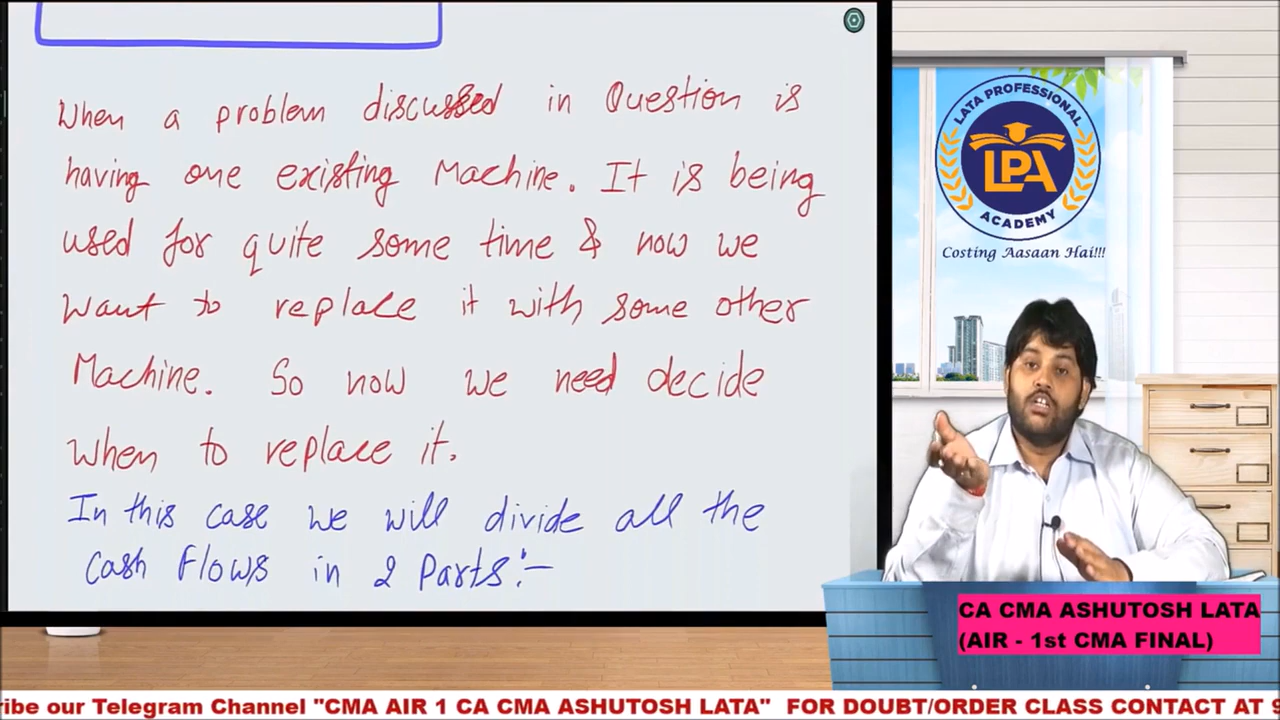 When a problem discussed in Question is
having one existing Machine. It is being
used for quite some time & now we
want to replace it with some other
Machine. So now we need decide
when to replace it.
In this case we will divide all the
Cash Flows in 2 Parts:-
LATA PROFESSIONAL
LPA
ACADEMY
Costing Aasaan Hai!!!
CA CMA ASHUTOSH LATA
(AIR - 1st CMA FINAL)
ribe our Telegram Channel "CMA AIR 1 CA CMA ASHUTOSH LATA" FOR DOUBT/ORDER CLASS CONTACT AT